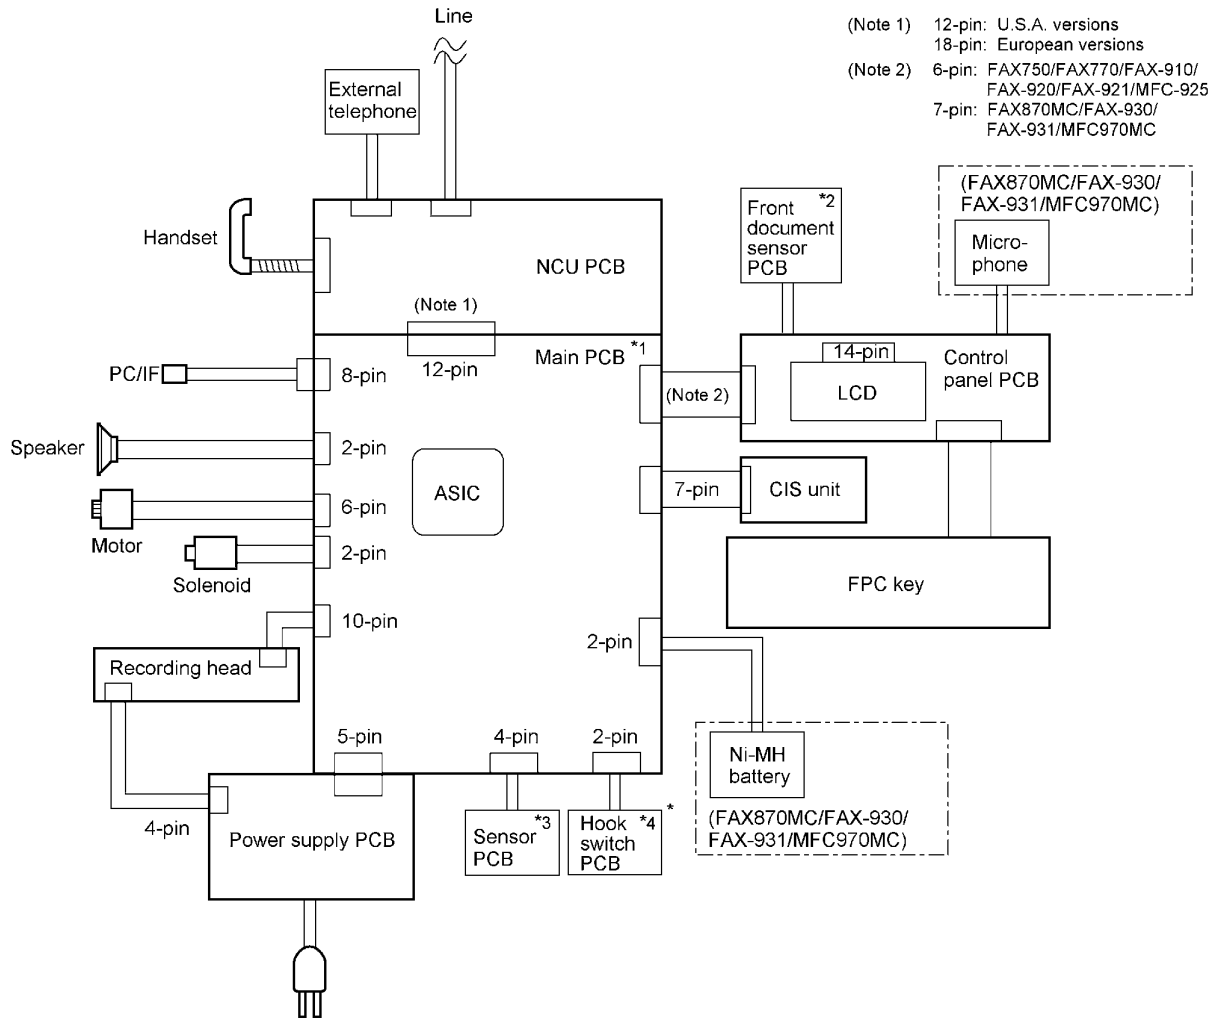 Line
(Note 1) 12-pin: U.S.A. versions
18-pin: European versions
(Note 2) 6-pin: FAX750/FAX770/FAX-910/
FAX-920/FAX-921/MFC-925
7-pin: FAX870MC/FAX-930/
FAX-931/MFC970MC
External
telephone
Handset
NCU PCB
(Note 1)
Front *2
document
sensor
PCB
(FAX870MC/FAX-930/
FAX-931/MFC970MC)
Micro-
phone
12-pin
Main PCB *1
PC/IF
8-pin
(Note 2)
14-pin
LCD
Control
panel PCB
Speaker
2-pin
ASIC
7-pin
CIS unit
Motor
6-pin
Solenoid
2-pin
FPC key
10-pin
2-pin
Recording head
5-pin
4-pin
2-pin
Ni-MH
battery
(FAX870MC/FAX-930/
FAX-931/MFC970MC)
4-pin
Power supply PCB
Sensor *3
PCB
Hook *4
switch
PCB
*